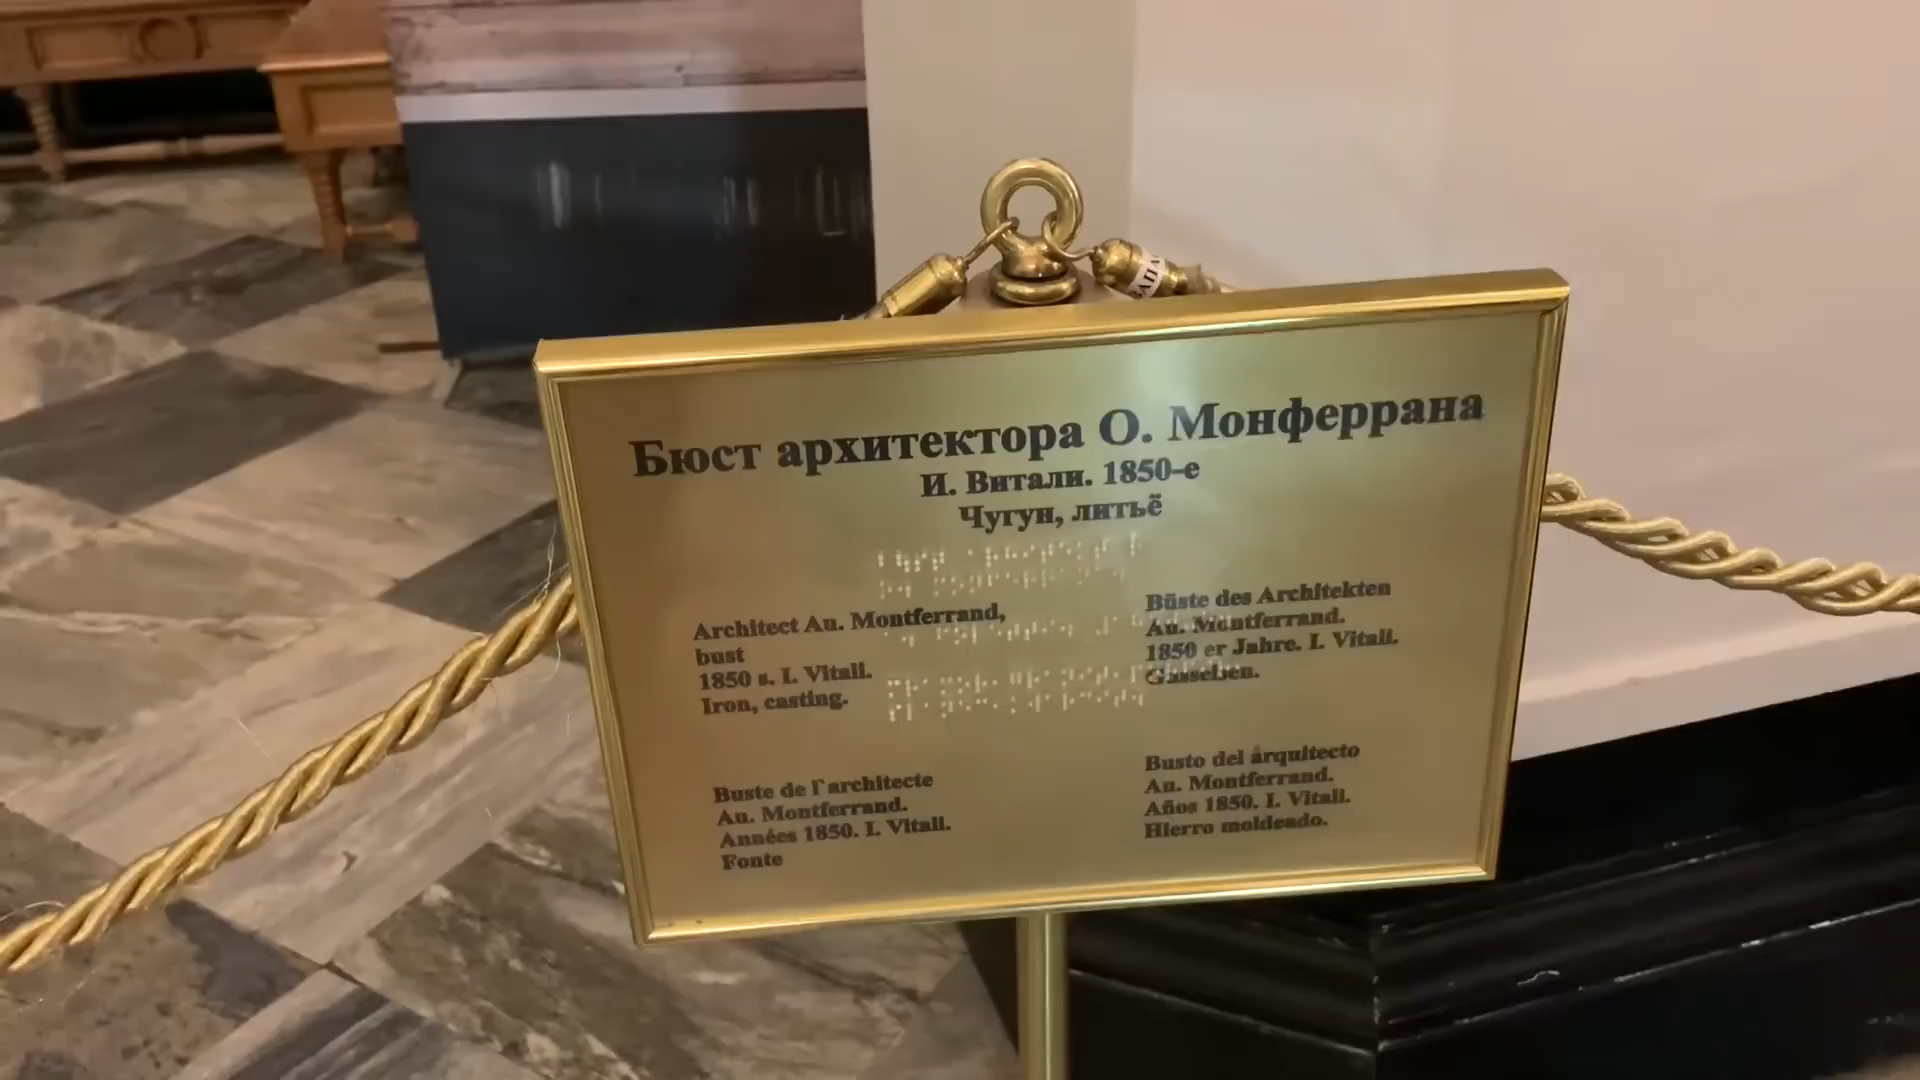 Бюст архитектора О. Монферрана
И. Витали. 1850-е
Чугун, литьё
Architect Au. Montferrand,
bust
1850 s. I. Vitali.
Iron, casting.
Büste des Architekten
Au. Montferrand.
1850 er Jahre. I. Vitali.
Buste de l`architecte
Au. Montferrand.
Années 1850. I. Vitali.
Fonte
Busto del árquitecto
Au. Montferrand.
Años 1850. I. Vitali.
Hierro moldeado.